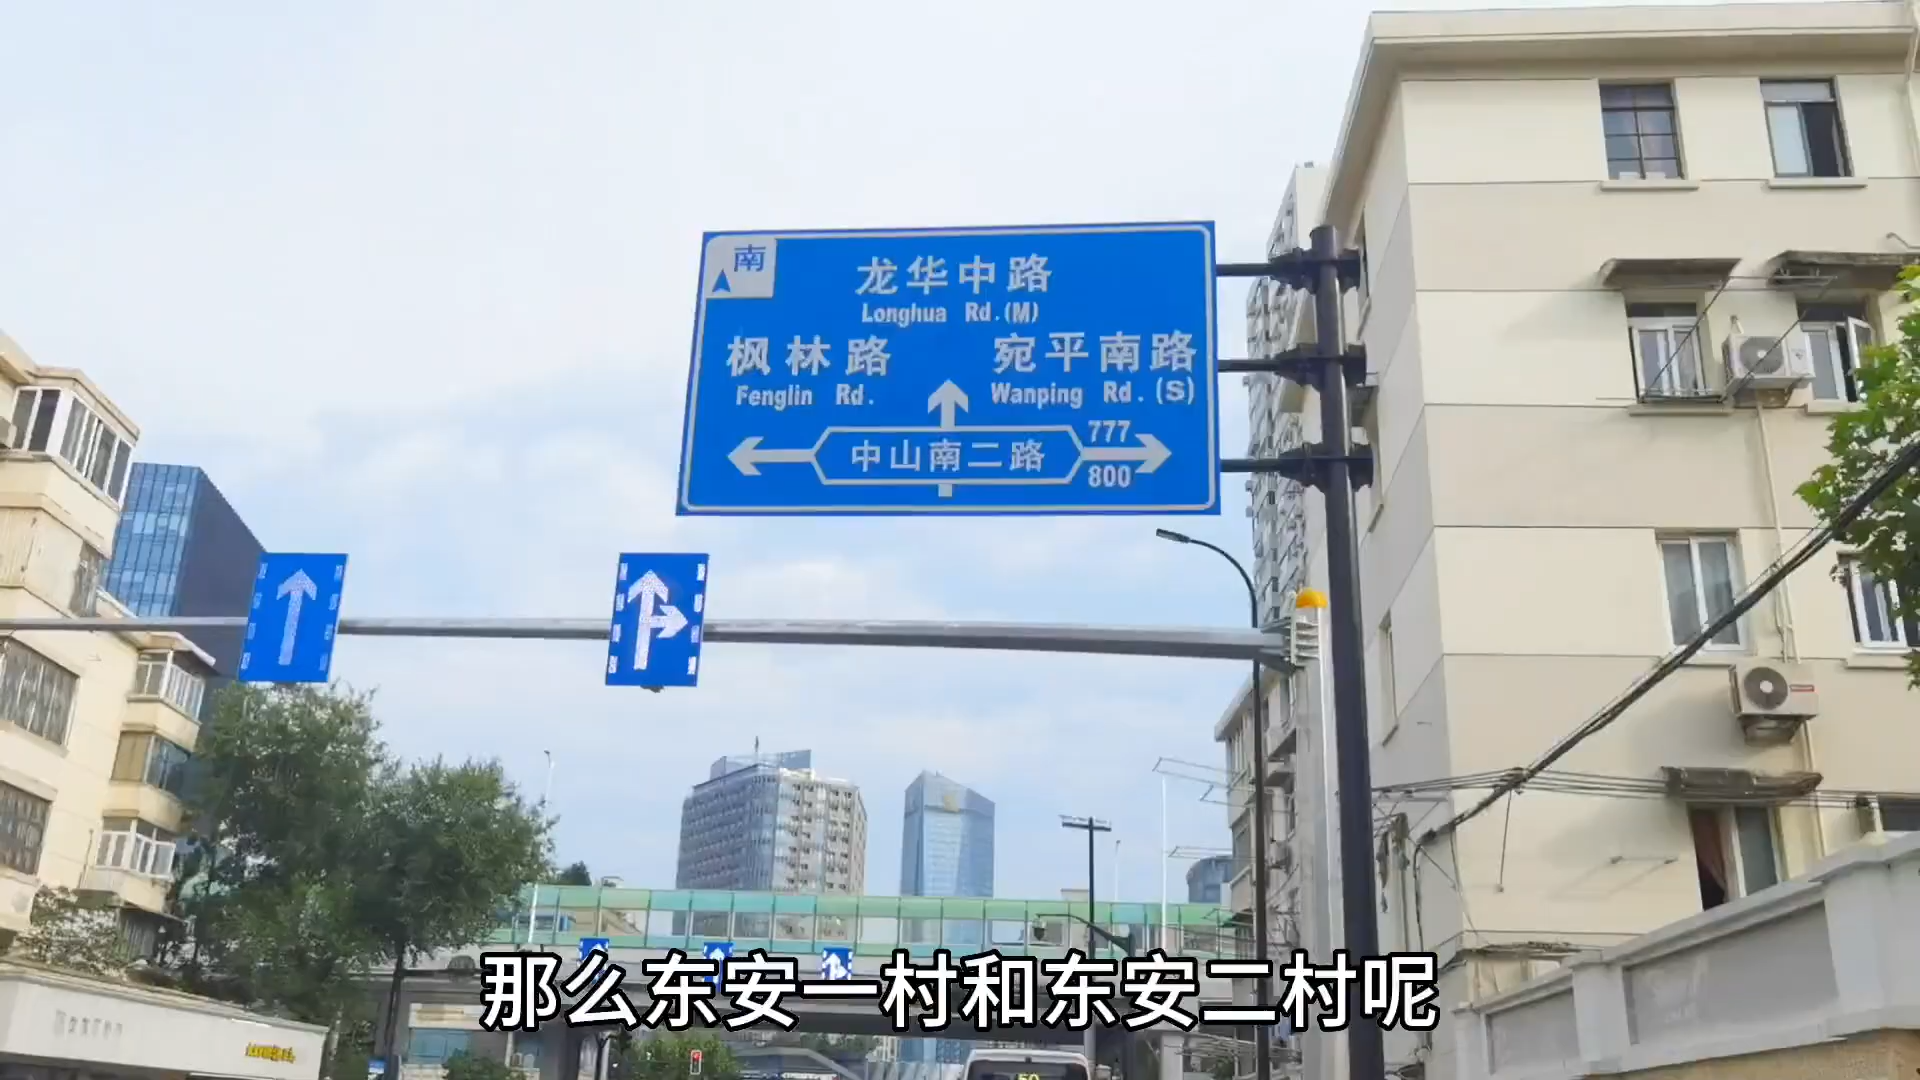 南
龙华中路
Longhua Rd.(M)
枫林路 宛平南路
Fenglin Rd. Wanping Rd.(S)
中山南二路 777
800
那么东安一村和东安二村呢